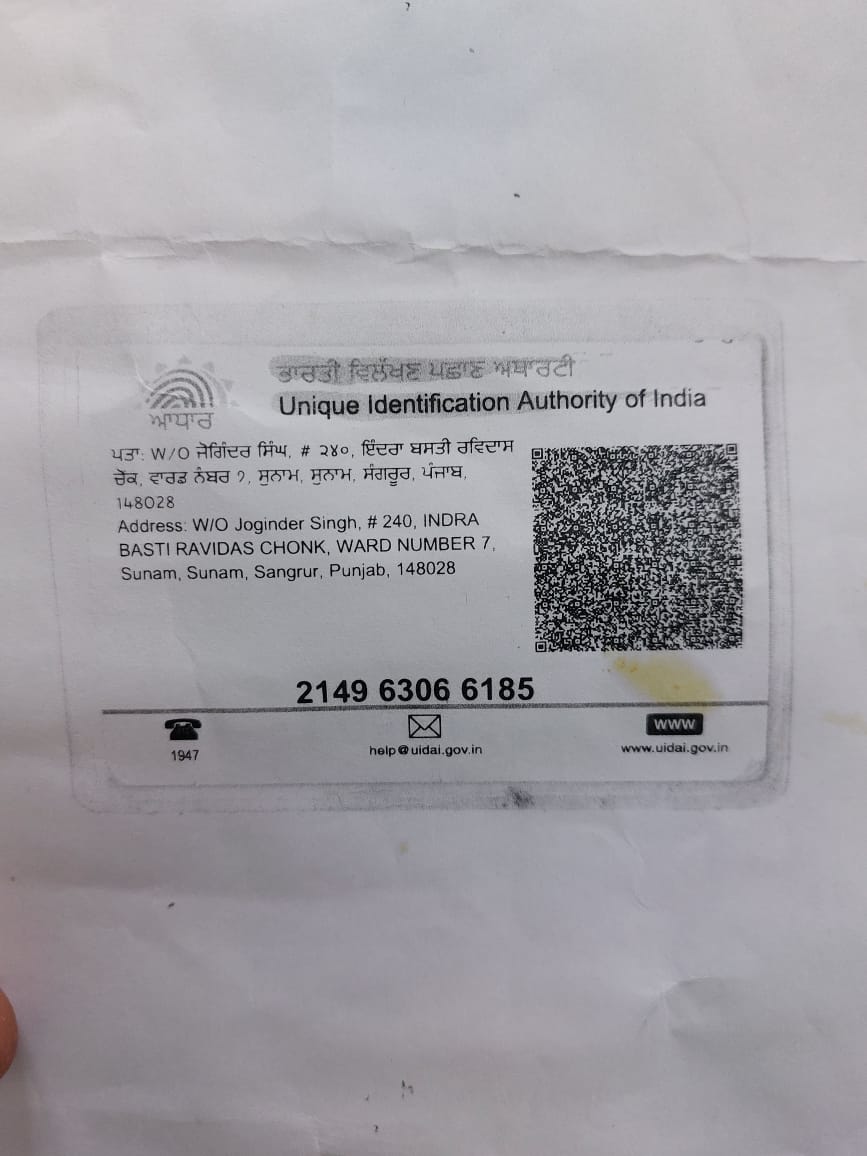 ਭਾਰਤੀ ਵਿਲੱਖਣ ਪਛਾਣ ਅਥਾਰਟੀ
Unique Identification Authority of India
ਆਧਾਰ
ਪਤਾ: W/O ਜੋਗਿੰਦਰ ਸਿੰਘ, # ੨੪੦, ਇੰਦਰਾ ਬਸਤੀ ਰਵਿਦਾਸ
ਚੋਂਕ, ਵਾਰਡ ਨੰਬਰ ੭, ਸੁਨਾਮ, ਸੁਨਾਮ, ਸੰਗਰੂਰ, ਪੰਜਾਬ,
148028
Address: W/O Joginder Singh, # 240, INDRA
BASTI RAVIDAS CHONK, WARD NUMBER 7,
Sunam, Sunam, Sangrur, Punjab, 148028
2149 6306 6185
1947
help@uidai.gov.in
WWW
www.uidai.gov.in